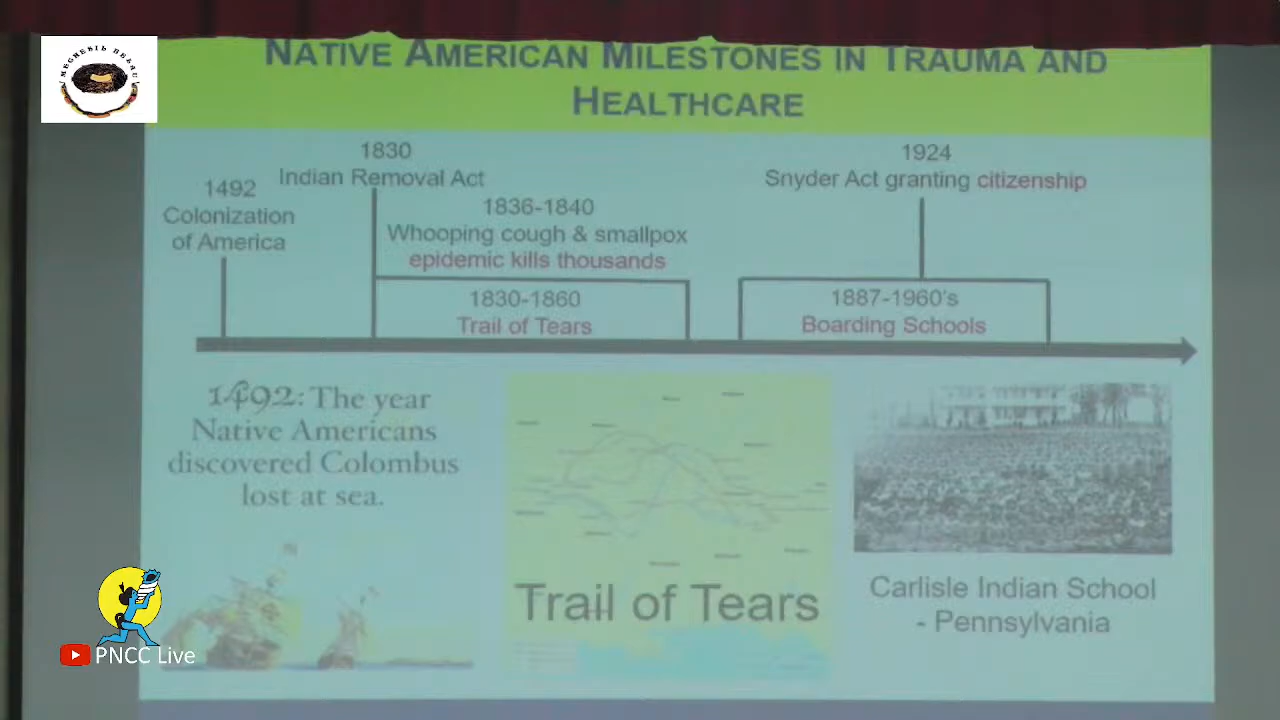 NATIVE AMERICAN MILESTONES IN TRAUMA AND
HEALTHCARE
1492
Colonization
of America
1830
Indian Removal Act
1836-1840
Whooping cough & smallpox
epidemic kills thousands
1830-1860
Trail of Tears
1924
Snyder Act granting citizenship
1887-1960's
Boarding Schools
1492: The year
Native Americans
discovered Colombus
lost at sea.
Trail of Tears
Carlisle Indian School
- Pennsylvania
PNCC Live